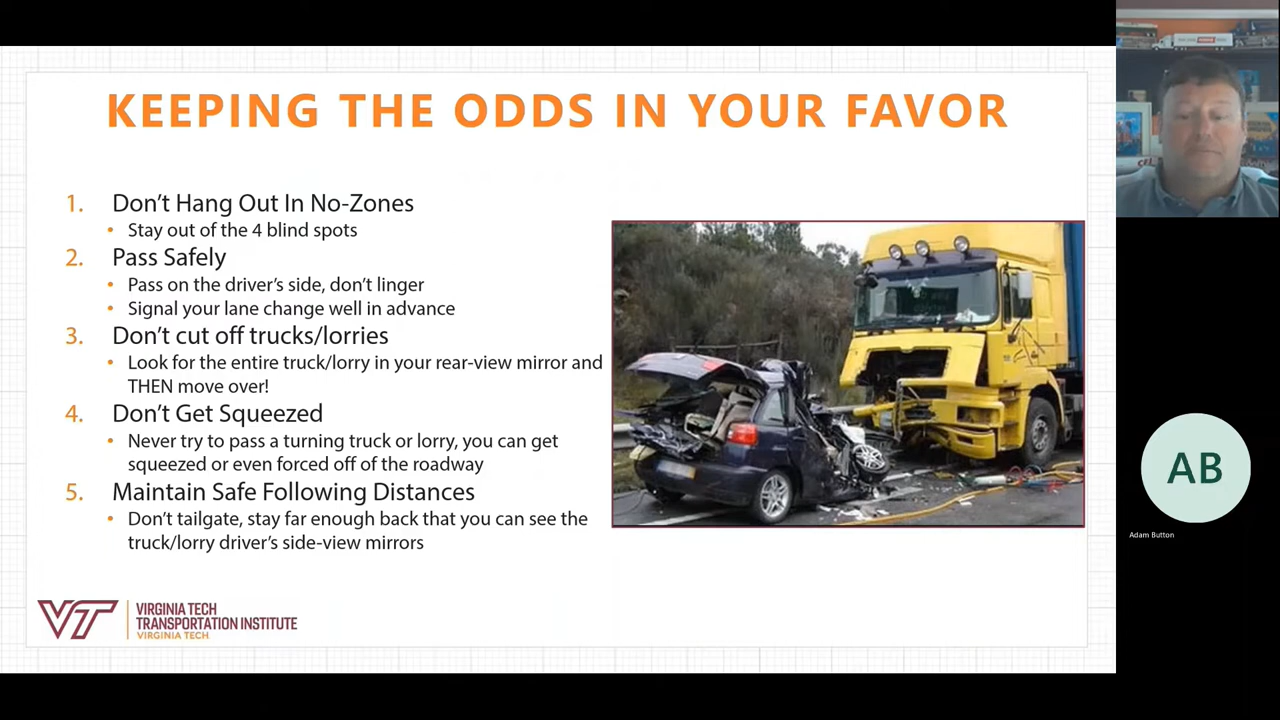 KEEPING THE ODDS IN YOUR FAVOR
1. Don't Hang Out In No-Zones
• Stay out of the 4 blind spots
2. Pass Safely
• Pass on the driver's side, don't linger
• Signal your lane change well in advance
3. Don't cut off trucks/lorries
• Look for the entire truck/lorry in your rear-view mirror and
THEN move over!
4. Don't Get Squeezed
• Never try to pass a turning truck or lorry, you can get
squeezed or even forced off of the roadway
5. Maintain Safe Following Distances
• Don't tailgate, stay far enough back that you can see the
truck/lorry driver's side-view mirrors
VT
VIRGINIA TECH
TRANSPORTATION INSTITUTE
VIRGINIA TECH
AB
Adam Button